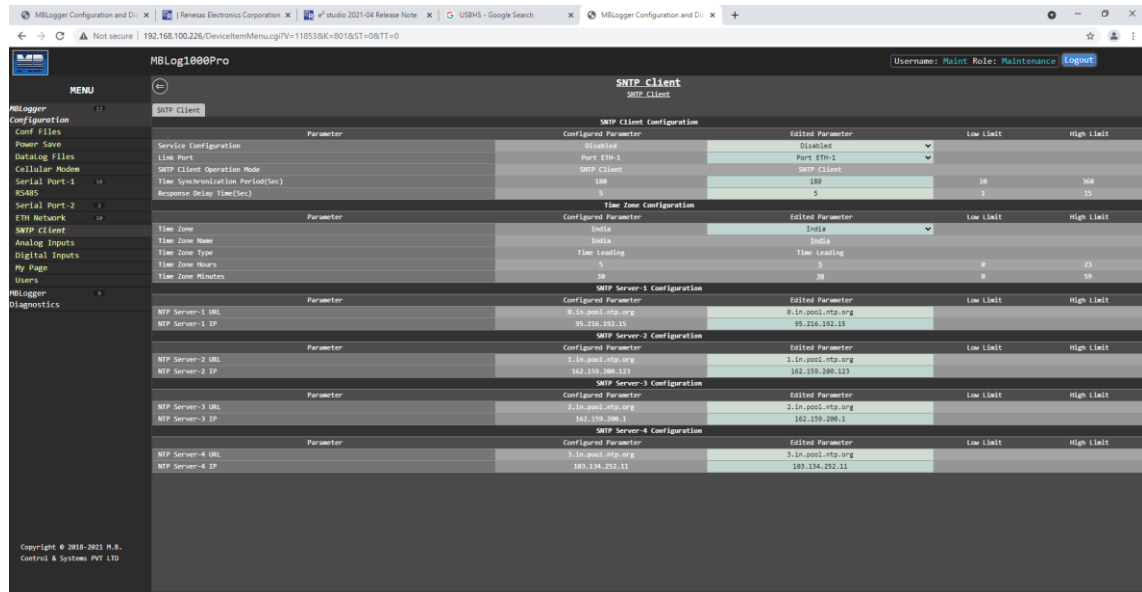 MBLogger Configuration and Di
| Renesas Electronics Corporation
e² studio 2021-04 Release Note
USBHS - Google Search
MBLogger Configuration and Di
Not secure | 192.168.100.226/DeviceItemMenu.cgi?V=11853&K=801&ST=0&TT=0
MBLog1000Pro
Username: Maint Role: Maintenance Logout
MENU
SNTP Client
SNTP Client
MBLogger 12
Configuration
Conf Files
Power Save
DataLog Files
Cellular Modem
Serial Port-1
RS485
Serial Port-2
ETH Network
SNTP Client
Analog Inputs
Digital Inputs
My Page
Users
MBLogger
Diagnostics
SNTP Client
SNTP Client Configuration
Parameter Configured Parameter Edited Parameter Low Limit High Limit
Service Configuration Disabled Disabled
Link Port Port ETH-1 Port ETH-1
SNTP Client Operation Mode SNTP Client SNTP Client
Time Synchronization Period(Sec) 180 180 30 360
Response Delay Time(Sec) 5 5 1 15
Time Zone Configuration
Parameter Configured Parameter Edited Parameter Low Limit High Limit
Time Zone India India
Time Zone Name India India
Time Zone Type Time Leading Time Leading
Time Zone Hours 5 5 0 23
Time Zone Minutes 30 30 0 59
SNTP Server-1 Configuration
Parameter Configured Parameter Edited Parameter Low Limit High Limit
NTP Server-1 URL 0.in.pool.ntp.org 0.in.pool.ntp.org
NTP Server-1 IP 95.216.192.15 95.216.192.15
SNTP Server-2 Configuration
Parameter Configured Parameter Edited Parameter Low Limit High Limit
NTP Server-2 URL 1.in.pool.ntp.org 1.in.pool.ntp.org
NTP Server-2 IP 162.159.200.123 162.159.200.123
SNTP Server-3 Configuration
Parameter Configured Parameter Edited Parameter Low Limit High Limit
NTP Server-3 URL 2.in.pool.ntp.org 2.in.pool.ntp.org
NTP Server-3 IP 162.159.200.1 162.159.200.1
SNTP Server-4 Configuration
Parameter Configured Parameter Edited Parameter Low Limit High Limit
NTP Server-4 URL 3.in.pool.ntp.org 3.in.pool.ntp.org
NTP Server-4 IP 103.134.252.11 103.134.252.11
Copyright © 2018-2021 M.B.
Control & Systems PVT LTD